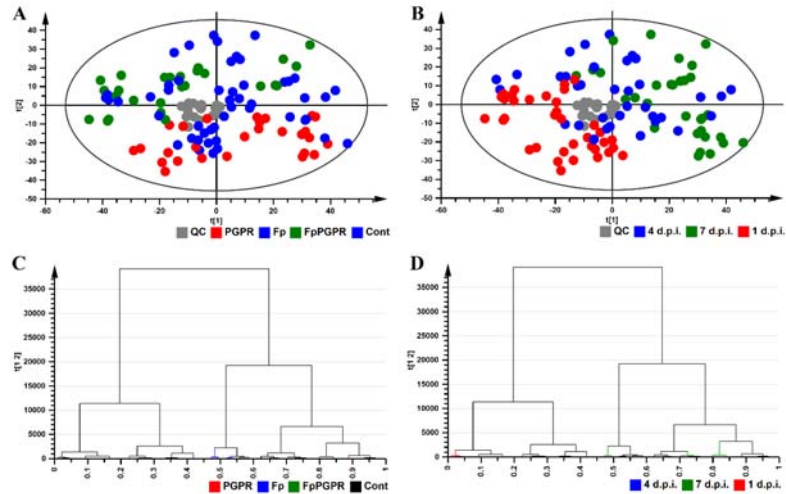 A
B
40
30
20
10
0
-10
-20
-30
-40
-50
t[2]
-60 -40 -20 0 20 40 60
t[1]
QC PGPR Fp FpPGPR Cont
40
30
20
10
0
-10
-20
-30
-40
-50
t[2]
-60 -40 -20 0 20 40 60
t[1]
QC 4 d.p.i. 7 d.p.i. 1 d.p.i.
C
D
35000
30000
25000
20000
15000
10000
5000
0
t[1 2]
0 0.1 0.2 0.3 0.4 0.5 0.6 0.7 0.8 0.9 1
PGPR Fp FpPGPR Cont
35000
30000
25000
20000
15000
10000
5000
0
t[1 2]
0.1 0.2 0.3 0.4 0.5 0.6 0.7 0.8 0.9 1
4 d.p.i. 7 d.p.i. 1 d.p.i.